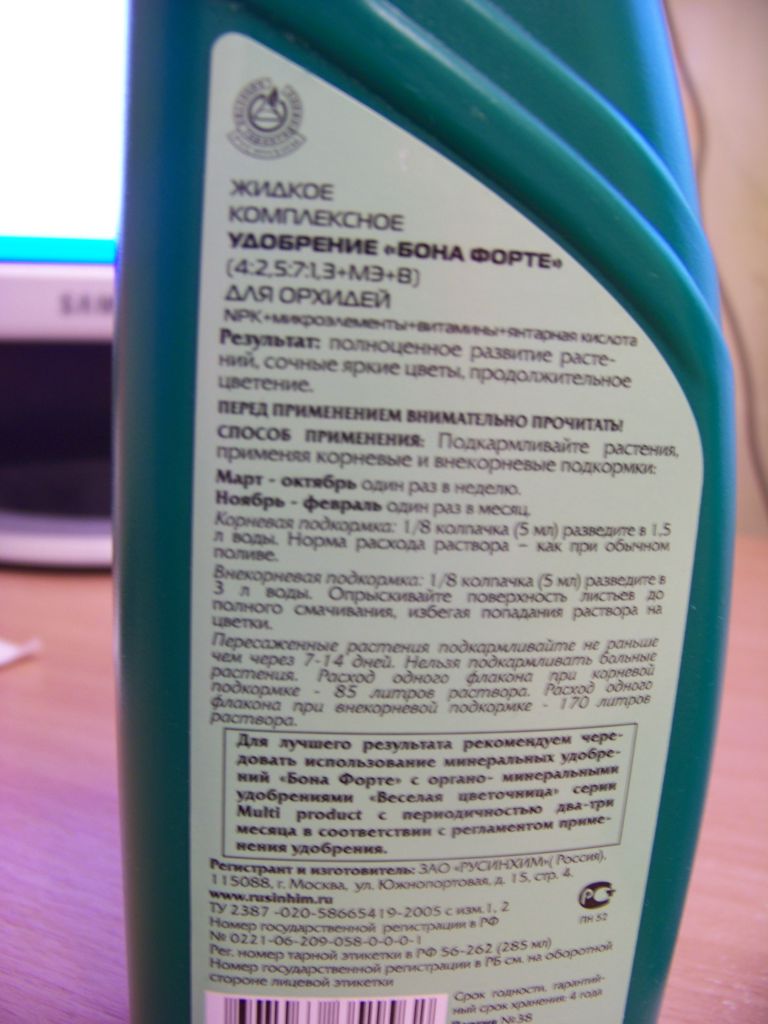 SAM
ЖИДКОЕ
КОМПЛЕКСНОЕ
УДОБРЕНИЕ «БОНА ФОРТЕ»
(4:2,5:7:1,3+МЭ+В)
ДЛЯ ОРХИДЕЙ
NPK+микроэлементы+витамины+янтарная кислота
Результат: полноценное развитие расте-
ний, сочные яркие цветы, продолжительное
цветение.
ПЕРЕД ПРИМЕНЕНИЕМ ВНИМАТЕЛЬНО ПРОЧИТАТЬ!
СПОСОБ ПРИМЕНЕНИЯ: Подкармливайте растения,
применяя корневые и внекорневые подкормки:
Март - октябрь один раз в неделю.
Ноябрь - февраль один раз в месяц.
Корневая подкормка: 1/8 колпачка (5 мл) разведите в 1,5
л воды. Норма расхода раствора – как при обычном
поливе.
Внекорневая подкормка: 1/8 колпачка (5 мл) разведите в
3 л воды. Опрыскивайте поверхность листьев до
полного смачивания, избегая попадания раствора на
цветки.
Пересаженные растения подкармливайте не раньше
чем через 7-14 дней. Нельзя подкармливать больные
растения. Расход одного флакона при корневой
подкормке - 85 литров раствора. Расход одного
флакона при внекорневой подкормке - 170 литров
раствора.
Для лучшего результата рекомендуем чере-
довать использование минеральных удобре-
ний «Бона Форте» с органо- минеральными
удобрениями «Веселая цветочница» серии
Multi product с периодичностью два-три
месяца в соответствии с регламентом приме-
нения удобрения.
Регистрант и изготовитель: ЗАО «РУСИНХИМ»( Россия),
115088, г. Москва, ул. Южнопортовая, д. 15, стр. 4.
www.rusinhim.ru
ТУ 2387 -020-58665419-2005 с изм.1, 2
Номер государственной регистрации в РФ
№ 0221-06-209-058-0-0-0-1
Рег. номер тарной этикетки в РФ 56-262 (285 мл)
Номер государственной регистрации в РБ см. на оборотной
стороне лицевой этикетки
РСТ
ПН 52
Срок годности, гарантий-
ный срок хранения: 4 года
№38